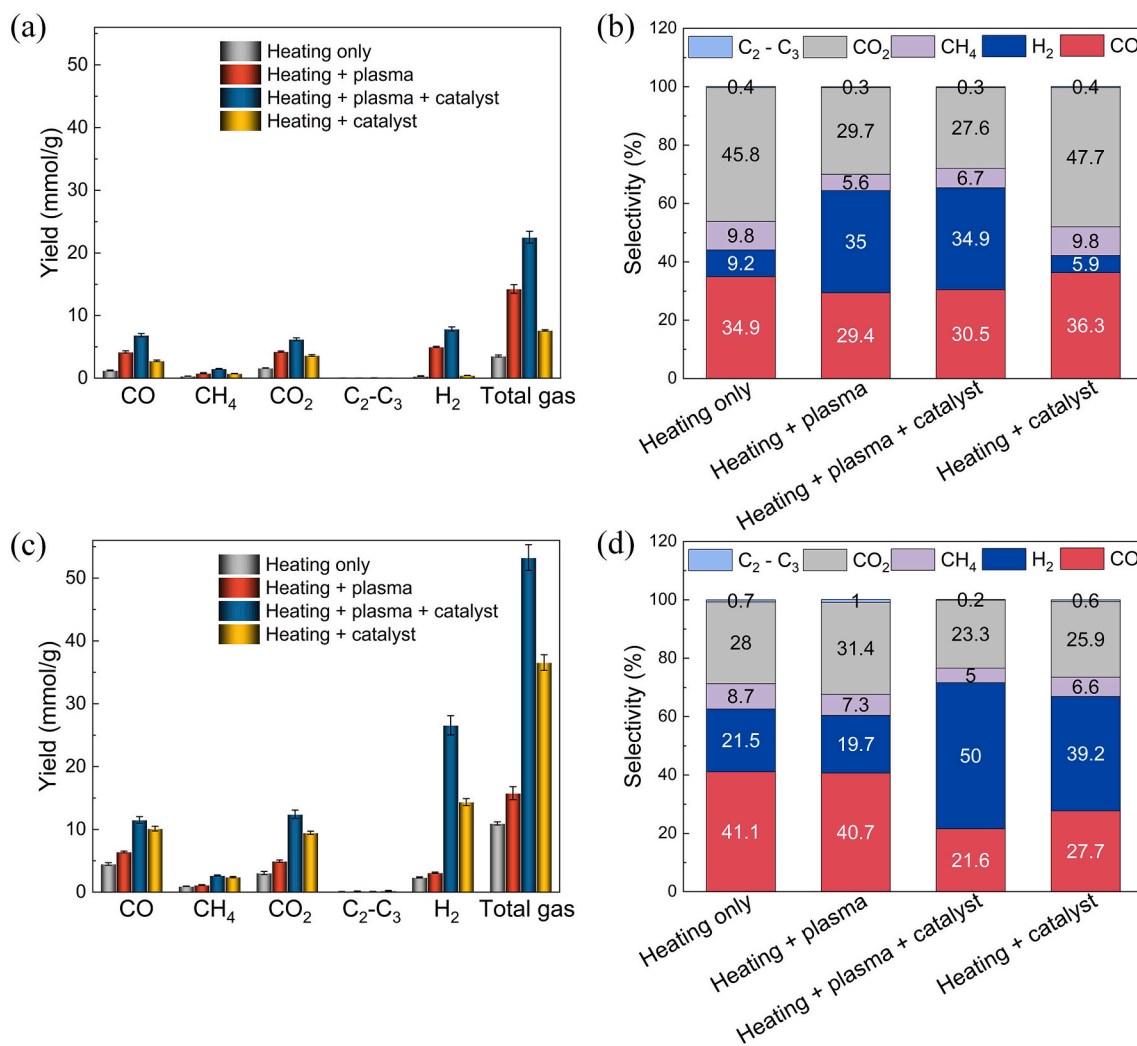 (a)
Yield (mmol/g)
50
40
30
20
10
0
Heating only
Heating + plasma
Heating + plasma + catalyst
Heating + catalyst
CO CH₄ CO₂ C₂-C₃ H₂ Total gas
(b)
Selectivity (%)
120
100
80
60
40
20
0
C₂ - C₃ CO₂ CH₄ H₂ CO
0.4 0.3 0.3 0.4
45.8 29.7 27.6 47.7
9.8 5.6 6.7 9.8
9.2 35 34.9 5.9
34.9 29.4 30.5 36.3
Heating only
Heating + plasma
Heating + plasma + catalyst
Heating + catalyst
(c)
Yield (mmol/g)
50
40
30
20
10
0
Heating only
Heating + plasma
Heating + plasma + catalyst
Heating + catalyst
CO CH₄ CO₂ C₂-C₃ H₂ Total gas
(d)
Selectivity (%)
120
100
80
60
40
20
0
C₂ - C₃ CO₂ CH₄ H₂ CO
0.7 1 0.2 0.6
28 31.4 23.3 25.9
8.7 7.3 5 6.6
21.5 19.7 50 39.2
41.1 40.7 21.6 27.7
Heating only
Heating + plasma
Heating + plasma + catalyst
Heating + catalyst